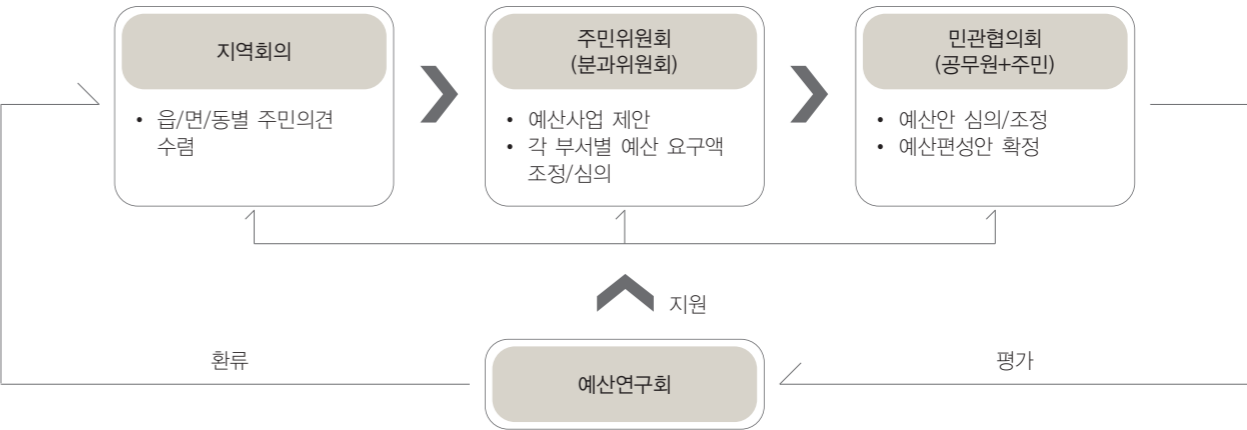 지역회의
• 읍/면/동별 주민의견
수렴
주민위원회
(분과위원회)
• 예산사업 제안
• 각 부서별 예산 요구액
조정/심의
민관협의회
(공무원+주민)
• 예산안 심의/조정
• 예산편성안 확정
지원
환류
예산연구회
평가